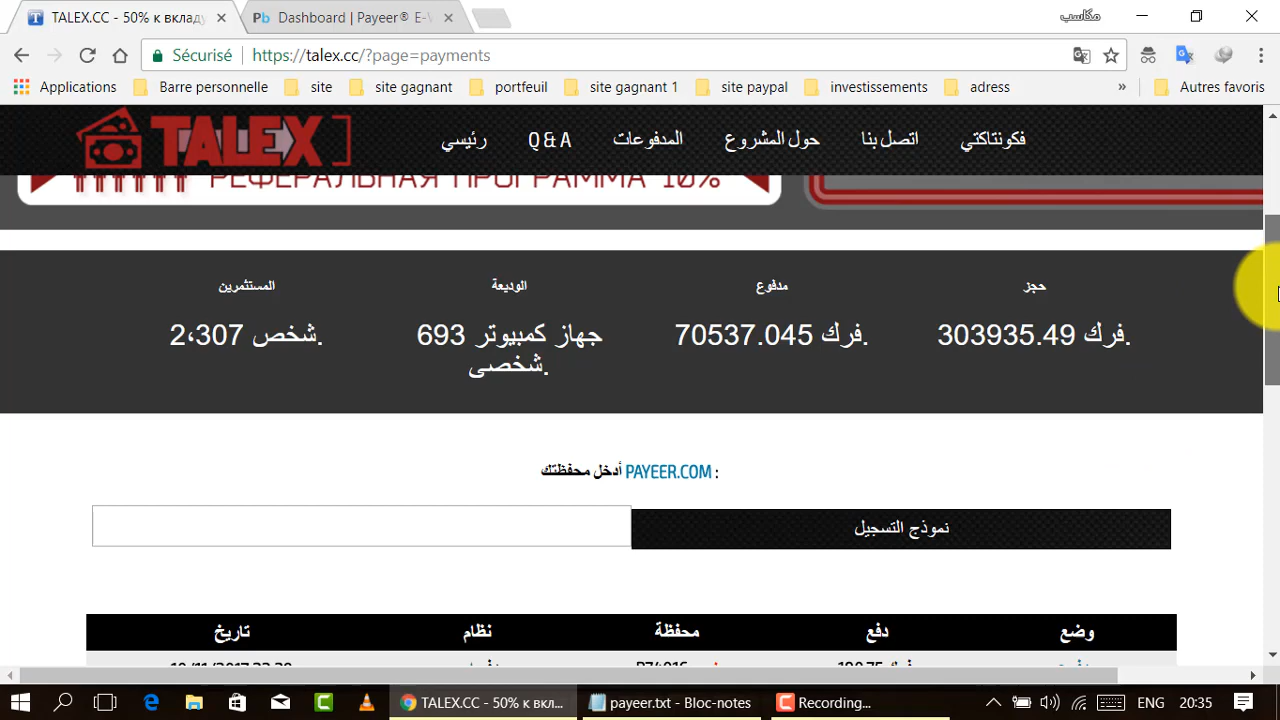 TALEX.CC - 50% к вкладу
Dashboard | Payeer® E-
مكاسب
Sécurisé
https://talex.cc/?page=payments
Applications
Barre personnelle
site
site gagnant
portfeuil
site gagnant 1
site paypal
investissements
adress
»
Autres favoris
TALEX
رئيسي
Q & A
المدفوعات
حول المشروع
اتصل بنا
فكونتاكتي
РЕФЕРАЛЬНАЯ ПРОГРАММА 10%
المستثمرين
الوديعة
مدفوع
حجز
2،307 شخص.
693 جهاز كمبيوتر
شخصى.
70537.045 فرك.
303935.49 فرك.
أدخل محفظتك PAYEER.COM :
نموذج التسجيل
تاريخ
نظام
محفظة
دفع
وضع
TALEX.CC - 50% к вкл...
payeer.txt - Bloc-notes
Recording...
ENG
20:35